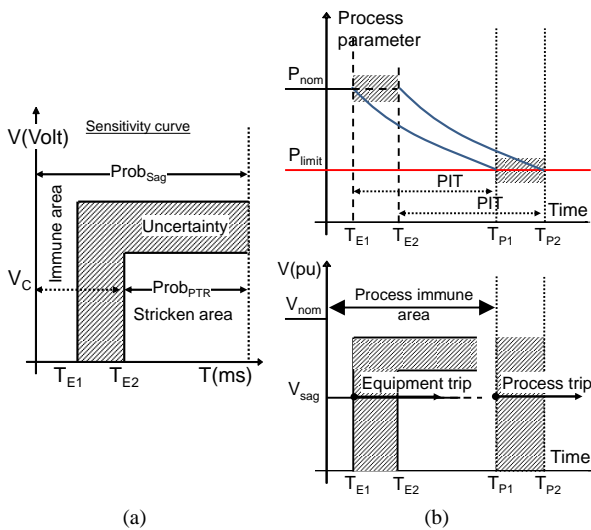 V(Volt)
Sensitivity curve
Prob_Sag
Immune area
Uncertainty
V_C
Prob_PTR
Stricken area
T_E1
T_E2
T(ms)
(a)
Process
parameter
P_nom
P_limit
PIT
PIT
Time
T_E1
T_E2
T_P1
T_P2
V(pu)
V_nom
Process immune
area
Equipment trip
Process trip
V_sag
Time
T_E1
T_E2
T_P1
T_P2
(b)